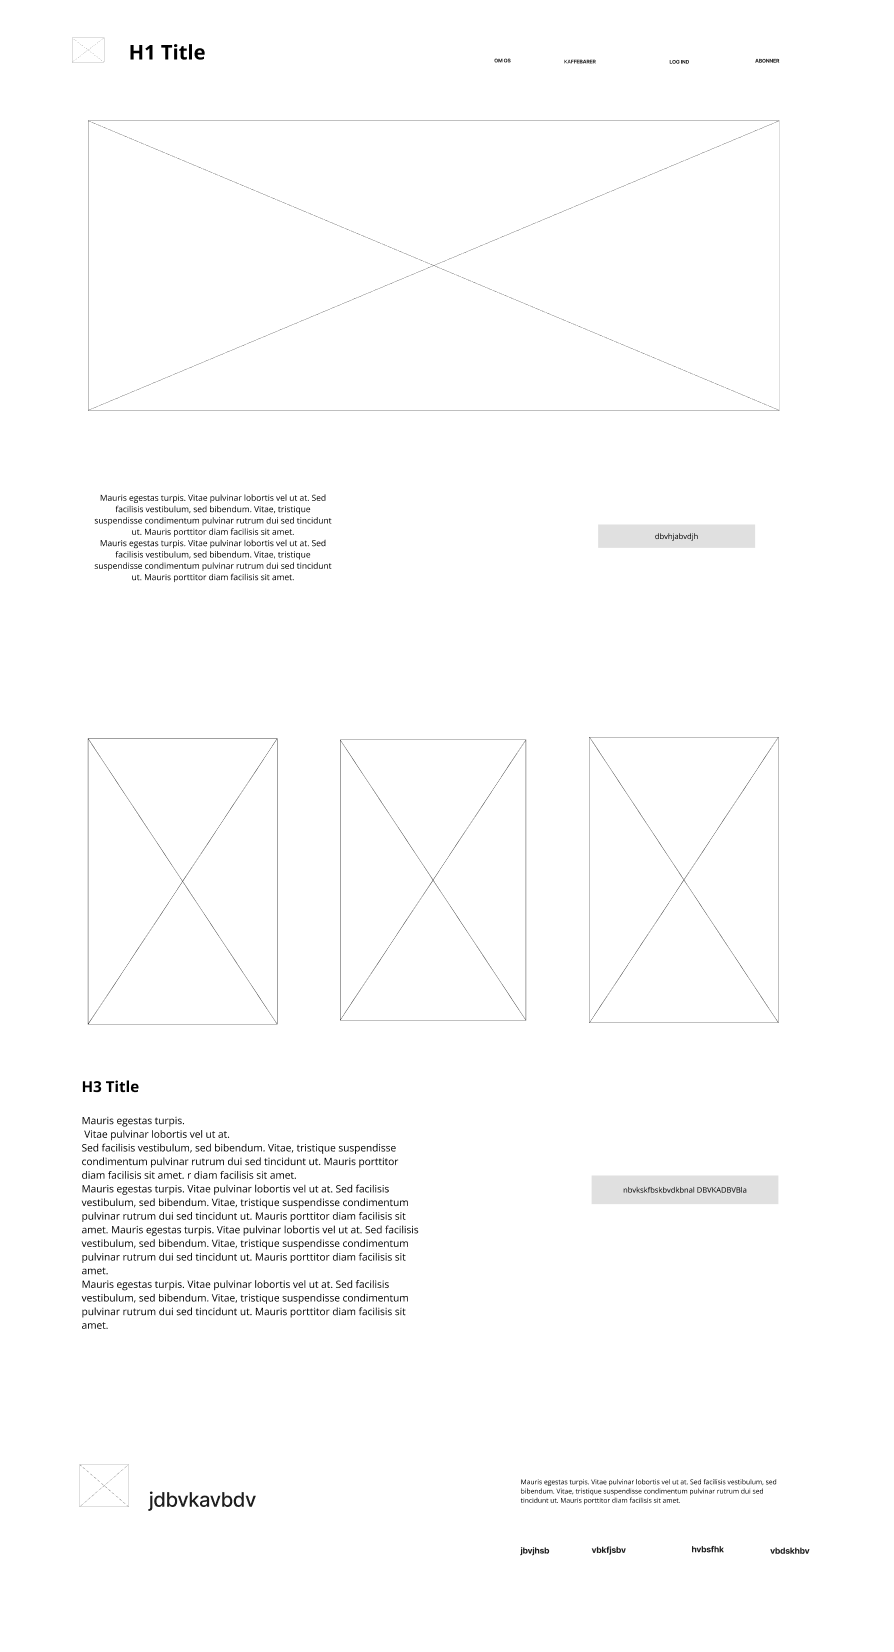 H1 Title
OM OS
KAFFEBARER
LOG IND
ABONNER
Mauris egestas turpis. Vitae pulvinar lobortis vel ut at. Sed
facilisis vestibulum, sed bibendum. Vitae, tristique
suspendisse condimentum pulvinar rutrum dui sed tincidunt
ut. Mauris porttitor diam facilisis sit amet.
Mauris egestas turpis. Vitae pulvinar lobortis vel ut at. Sed
facilisis vestibulum, sed bibendum. Vitae, tristique
suspendisse condimentum pulvinar rutrum dui sed tincidunt
ut. Mauris porttitor diam facilisis sit amet.
dbvhjabvdjh
H3 Title
Mauris egestas turpis.
Vitae pulvinar lobortis vel ut at.
Sed facilisis vestibulum, sed bibendum. Vitae, tristique suspendisse
condimentum pulvinar rutrum dui sed tincidunt ut. Mauris porttitor
diam facilisis sit amet. r diam facilisis sit amet.
Mauris egestas turpis. Vitae pulvinar lobortis vel ut at. Sed facilisis
vestibulum, sed bibendum. Vitae, tristique suspendisse condimentum
pulvinar rutrum dui sed tincidunt ut. Mauris porttitor diam facilisis sit
amet. Mauris egestas turpis. Vitae pulvinar lobortis vel ut at. Sed facilisis
vestibulum, sed bibendum. Vitae, tristique suspendisse condimentum
pulvinar rutrum dui sed tincidunt ut. Mauris porttitor diam facilisis sit
amet.
Mauris egestas turpis. Vitae pulvinar lobortis vel ut at. Sed facilisis
vestibulum, sed bibendum. Vitae, tristique suspendisse condimentum
pulvinar rutrum dui sed tincidunt ut. Mauris porttitor diam facilisis sit
amet.
nbvkskfbskbvdkbnal DBVKADBVBla
jdbvkavbdv
Mauris egestas turpis. Vitae pulvinar lobortis vel ut at. Sed facilisis vestibulum, sed
bibendum. Vitae, tristique suspendisse condimentum pulvinar rutrum dui sed
tincidunt ut. Mauris porttitor diam facilisis sit amet.
jbvjhsb
vbkfjsbv
hvbsfhk
vbdskhbv